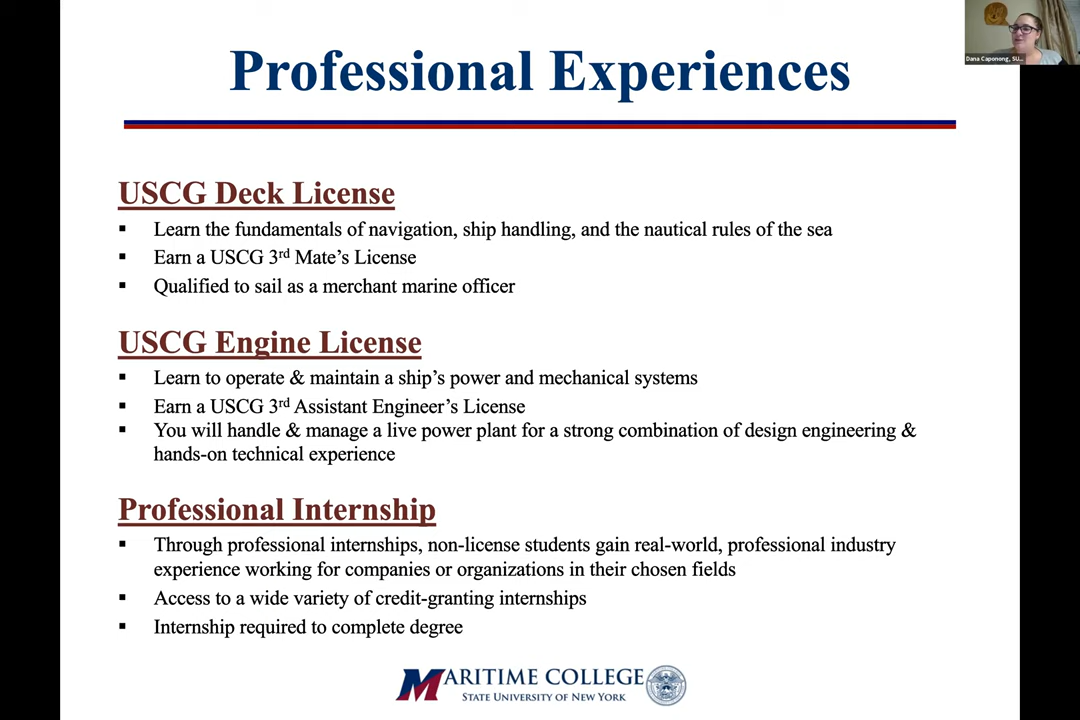 Professional Experiences
Dana Caponong, SU...
USCG Deck License
▪ Learn the fundamentals of navigation, ship handling, and the nautical rules of the sea
▪ Earn a USCG 3rd Mate’s License
▪ Qualified to sail as a merchant marine officer
USCG Engine License
▪ Learn to operate & maintain a ship’s power and mechanical systems
▪ Earn a USCG 3rd Assistant Engineer’s License
▪ You will handle & manage a live power plant for a strong combination of design engineering &
hands-on technical experience
Professional Internship
▪ Through professional internships, non-license students gain real-world, professional industry
experience working for companies or organizations in their chosen fields
▪ Access to a wide variety of credit-granting internships
▪ Internship required to complete degree
MARITIME COLLEGE
STATE UNIVERSITY OF NEW YORK